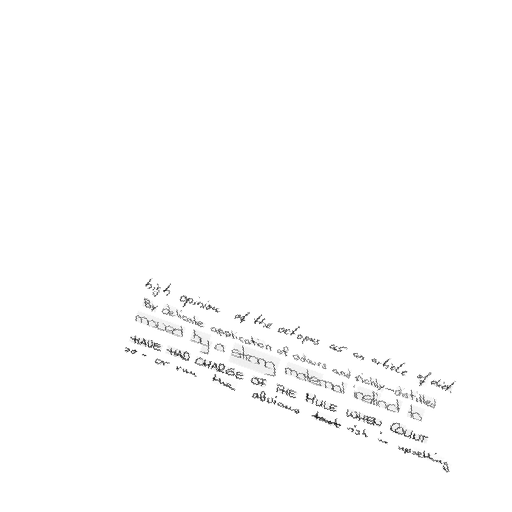 high opinion of the octopus as an article of diet.
By delicate application of odours and richly-distilled
moved by a strong maternal instinct to
HAVE HAD CHARGE OF THE MULE WHEN COUNT
so - or run the obvious risk in upsetting